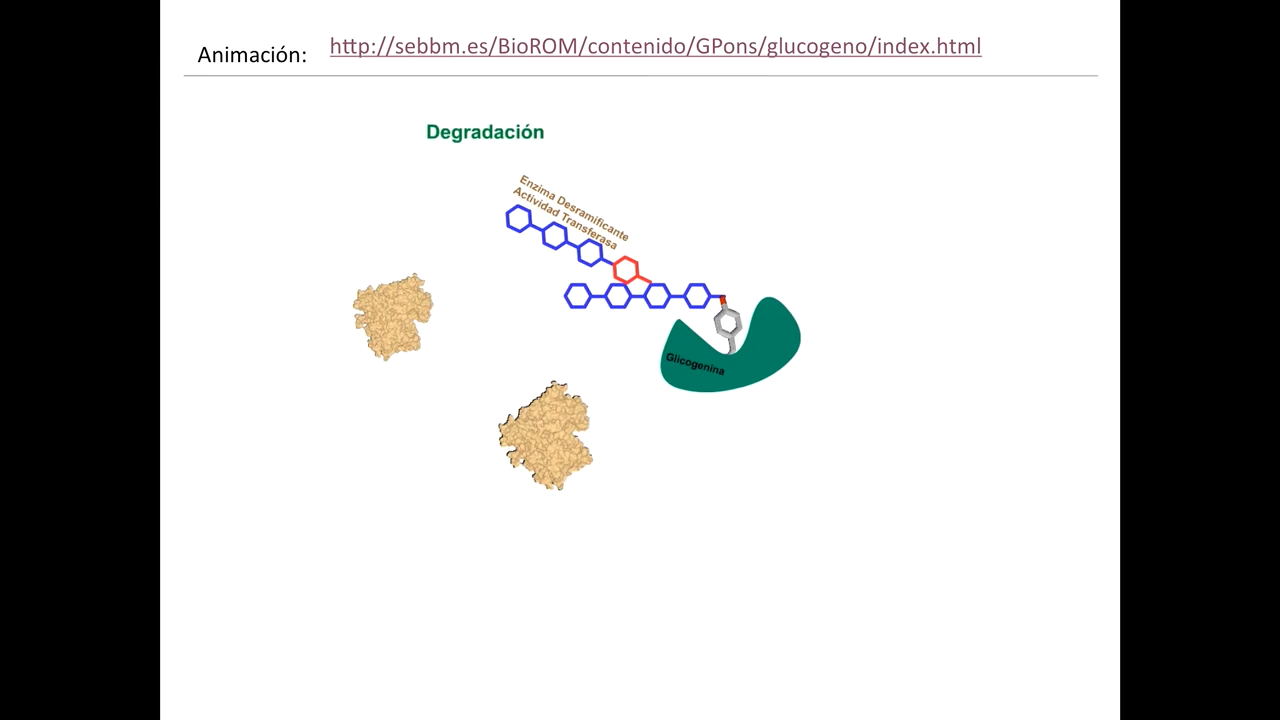 Animación:
http://sebbm.es/BioROM/contenido/GPons/glucogeno/index.html
Degradación
Enzima Desramificante
Actividad Transferasa
Glicogenina